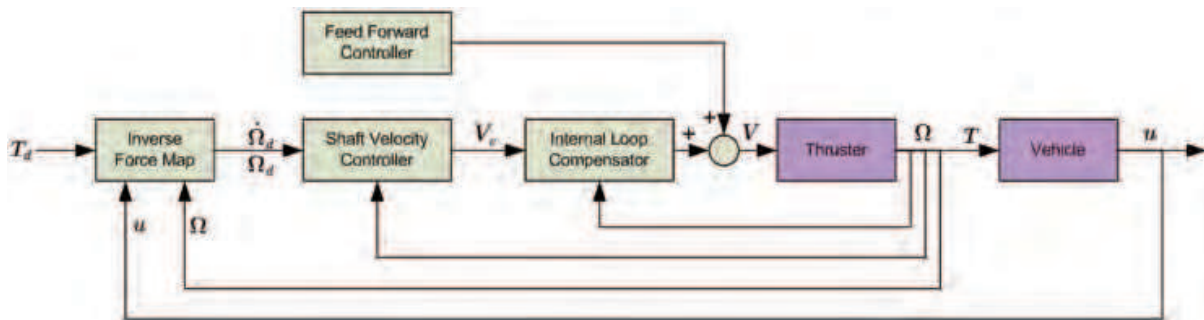 Feed Forward
Controller
T_d
Inverse
Force Map
Ω̇_d
Ω_d
Shaft Velocity
Controller
V_c
Internal Loop
Compensator
+
+
V
Thruster
Ω
T
Vehicle
u
u
Ω